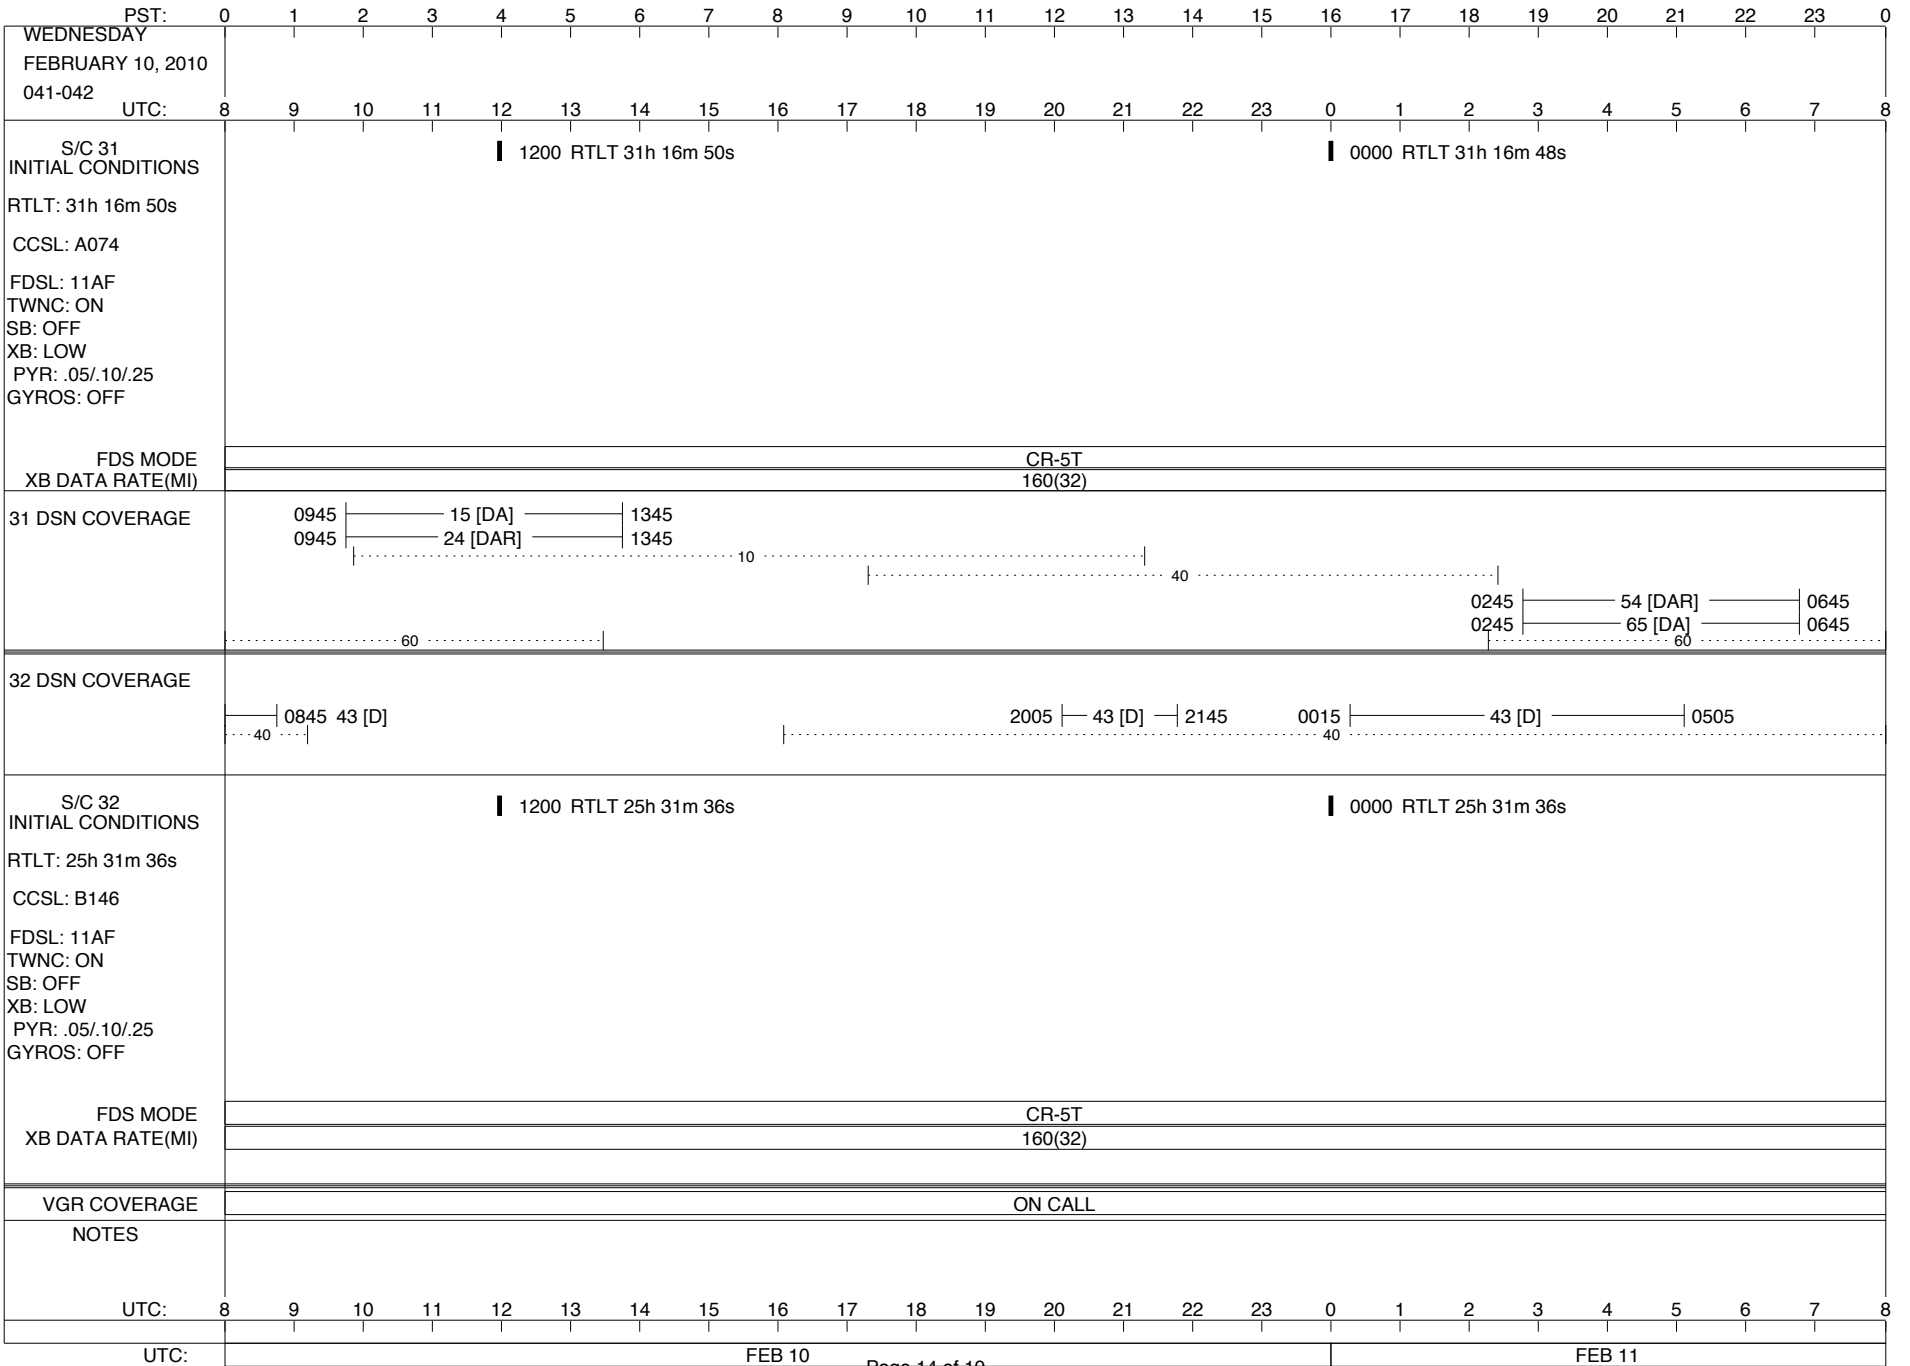 PST: 0 1 2 3 4 5 6 7 8 9 10 11 12 13 14 15 16 17 18 19 20 21 22 23 0
WEDNESDAY
FEBRUARY 10, 2010
041-042
UTC: 8 9 10 11 12 13 14 15 16 17 18 19 20 21 22 23 0 1 2 3 4 5 6 7 8
S/C 31
INITIAL CONDITIONS
1200 RTLT 31h 16m 50s
0000 RTLT 31h 16m 48s
RTLT: 31h 16m 50s
CCSL: A074
FDSL: 11AF
TWNC: ON
SB: OFF
XB: LOW
PYR: .05/.10/.25
GYROS: OFF
FDS MODE CR-5T
XB DATA RATE(MI) 160(32)
31 DSN COVERAGE
0945 15 [DA] 1345
0945 24 [DAR] 1345
10
40
0245 54 [DAR] 0645
0245 65 [DA] 0645
60 60
32 DSN COVERAGE
0845 43 [D] 2005 43 [D] 2145 0015 43 [D] 0505
40 40
S/C 32
INITIAL CONDITIONS
1200 RTLT 25h 31m 36s
0000 RTLT 25h 31m 36s
RTLT: 25h 31m 36s
CCSL: B146
FDSL: 11AF
TWNC: ON
SB: OFF
XB: LOW
PYR: .05/.10/.25
GYROS: OFF
FDS MODE CR-5T
XB DATA RATE(MI) 160(32)
VGR COVERAGE ON CALL
NOTES
UTC: 8 9 10 11 12 13 14 15 16 17 18 19 20 21 22 23 0 1 2 3 4 5 6 7 8
UTC: FEB 10 FEB 11
Page 14 of 19